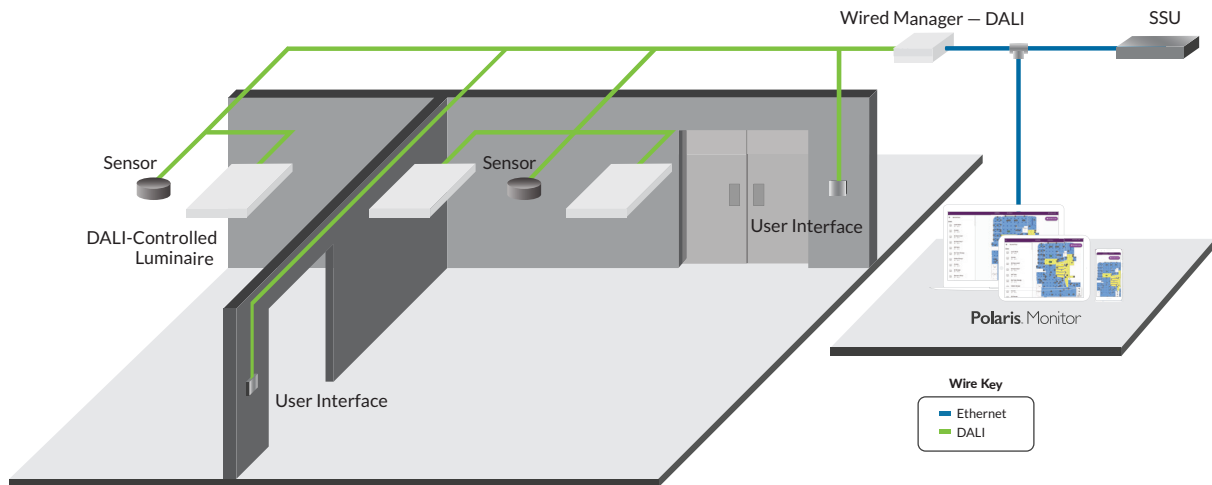 Wired Manager — DALI
SSU
Sensor
Sensor
DALI-Controlled
Luminaire
User Interface
Polaris. Monitor
User Interface
Wire Key
Ethernet
DALI